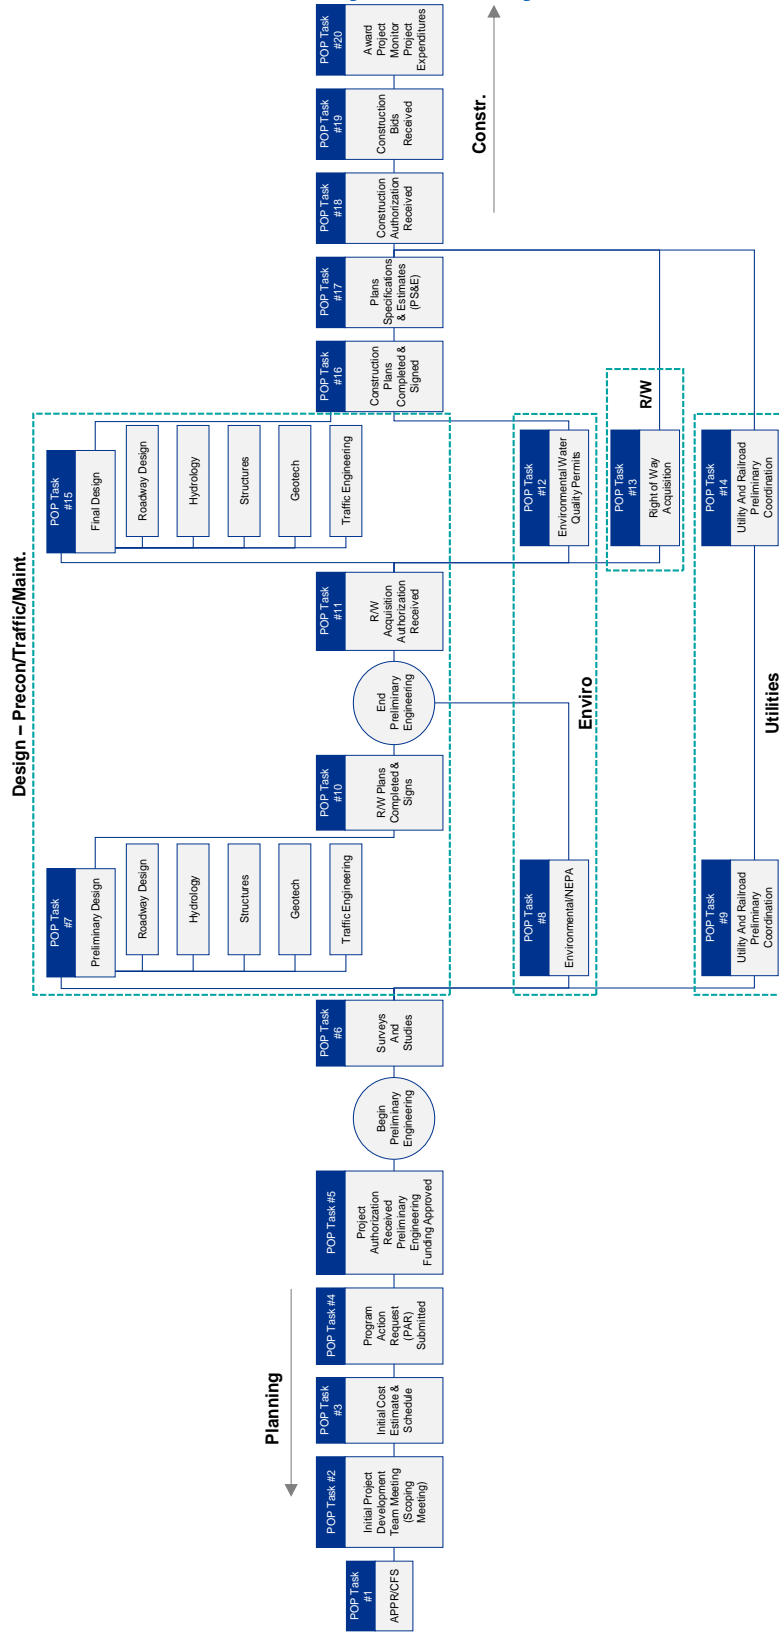 Planning
POP Task
#1
APPR/CFS
POP Task #2
Initial Project
Development
Team Meeting
(Scoping
Meeting)
POP Task
#3
Initial Cost
Estimate &
Schedule
POP Task #4
Program
Action
Request
(PAR)
Submitted
POP Task #5
Project
Authorization
Received
Preliminary
Engineering
Funding Approved
Begin
Preliminary
Engineering
POP Task
#6
Surveys
And
Studies
Design – Precon/Traffic/Maint.
POP Task
#7
Preliminary Design
Roadway Design
Hydrology
Structures
Geotech
Traffic Engineering
POP Task
#8
Environmental/NEPA
POP Task
#9
Utility And Railroad
Preliminary
Coordination
POP Task
#10
R/W Plans
Completed &
Signs
End
Preliminary
Engineering
POP Task
#11
R/W
Acquisition
Authorization
Received
Enviro
Utilities
POP Task
#15
Final Design
Roadway Design
Hydrology
Structures
Geotech
Traffic Engineering
POP Task
#12
Environmental Water
Quality Permits
POP Task
#13
Right of Way
Acquisition
R/W
POP Task
#14
Utility And Railroad
Preliminary
Coordination
POP Task
#16
Construction
Plans
Completed &
Signed
POP Task
#17
Plans
Specifications
& Estimates
(PS&E)
POP Task
#18
Construction
Authorization
Received
POP Task
#19
Construction
Bids
Received
POP Task
#20
Award
Project
Monitor
Project
Expenditures
Constr.